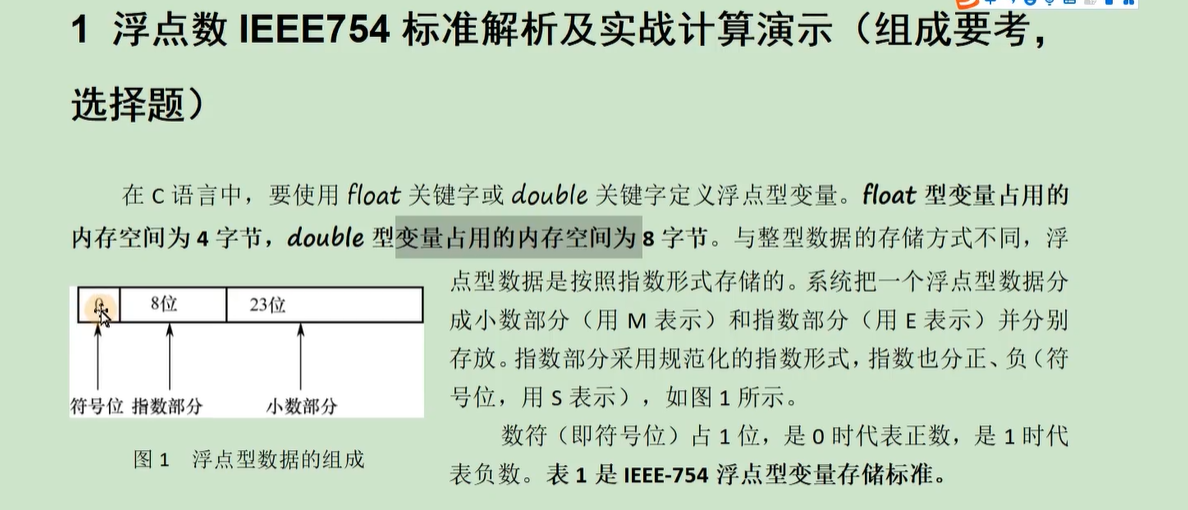 1 浮点数 IEEE754 标准解析及实战计算演示（组成要考，
选择题）
在 C 语言中，要使用 float 关键字或 double 关键字定义浮点型变量。float 型变量占用的
内存空间为 4 字节，double 型变量占用的内存空间为 8 字节。与整型数据的存储方式不同，浮
点型数据是按照指数形式存储的。系统把一个浮点型数据分
成小数部分（用 M 表示）和指数部分（用 E 表示）并分别
存放。指数部分采用规范化的指数形式，指数也分正、负（符
号位，用 S 表示），如图 1 所示。
数符（即符号位）占 1 位，是 0 时代表正数，是 1 时代
表负数。表 1 是 IEEE-754 浮点型变量存储标准。
8位
23位
符号位
指数部分
小数部分
图 1 浮点型数据的组成